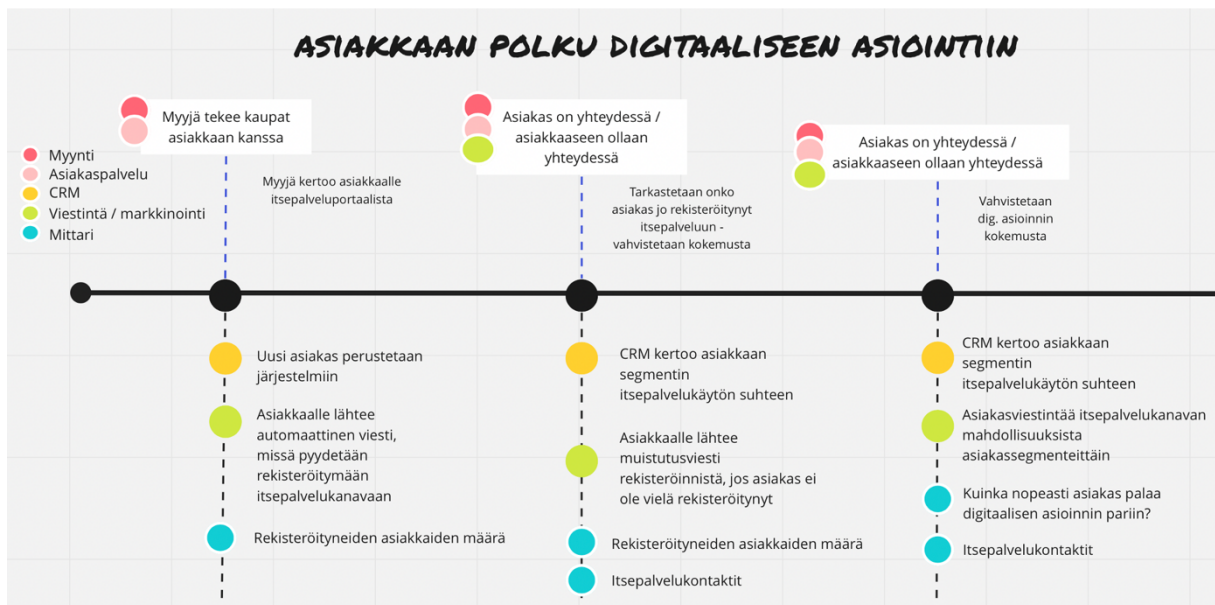 ASIAKKAAN POLKU DIGITAALISEEN ASIOINTIIN
Myyjä tekee kaupat
asiakkaan kanssa
Asiakas on yhteydessä /
asiakkaaseen ollaan
yhteydessä
Asiakas on yhteydessä /
asiakkaaseen ollaan yhteydessä
Myynti
Asiakaspalvelu
CRM
Viestintä / markkinointi
Mittari
Myyjä kertoo asiakkaalle
itsepalveluportaalista
Tarkastetaan onko
asiakas jo rekisteröitynyt
itsepalveluun -
vahvistetaan kokemusta
Vahvistetaan
dig. asioinnin
kokemusta
Uusi asiakas perustetaan
järjestelmiin
Asiakkaalle lähtee
automaattinen viesti,
missä pyydetään
rekisteröitymään
itsepalvelukanavaan
Rekisteröityneiden asiakkaiden määrä
CRM kertoo asiakkaan
segmentin
itsepalvelukäytön suhteen
Asiakkaalle lähtee
muistutusviesti
rekisteröinnistä, jos asiakas ei
ole vielä rekisteröitynyt
Rekisteröityneiden asiakkaiden määrä
Itsepalvelukontaktit
CRM kertoo asiakkaan
segmentin
itsepalvelukäytön suhteen
Asiakasviestintää itsepalvelukanavan
mahdollisuuksista
asiakassegmenteittäin
Kuinka nopeasti asiakas palaa
digitaalisen asioinnin pariin?
Itsepalvelukontaktit